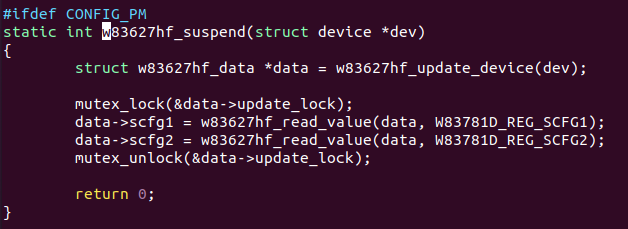 #ifdef CONFIG_PM
static int w83627hf_suspend(struct device *dev)
{
        struct w83627hf_data *data = w83627hf_update_device(dev);

        mutex_lock(&data->update_lock);
        data->scfg1 = w83627hf_read_value(data, W83781D_REG_SCFG1);
        data->scfg2 = w83627hf_read_value(data, W83781D_REG_SCFG2);
        mutex_unlock(&data->update_lock);

        return 0;
}